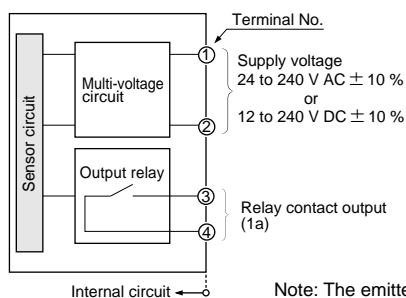 Terminal No.
1
Supply voltage
24 to 240 V AC ± 10 %
or
12 to 240 V DC ± 10 %
Multi-voltage
circuit
2
Sensor circuit
Output relay
3
Relay contact output
(1a)
4
Internal circuit
Note: The emitte